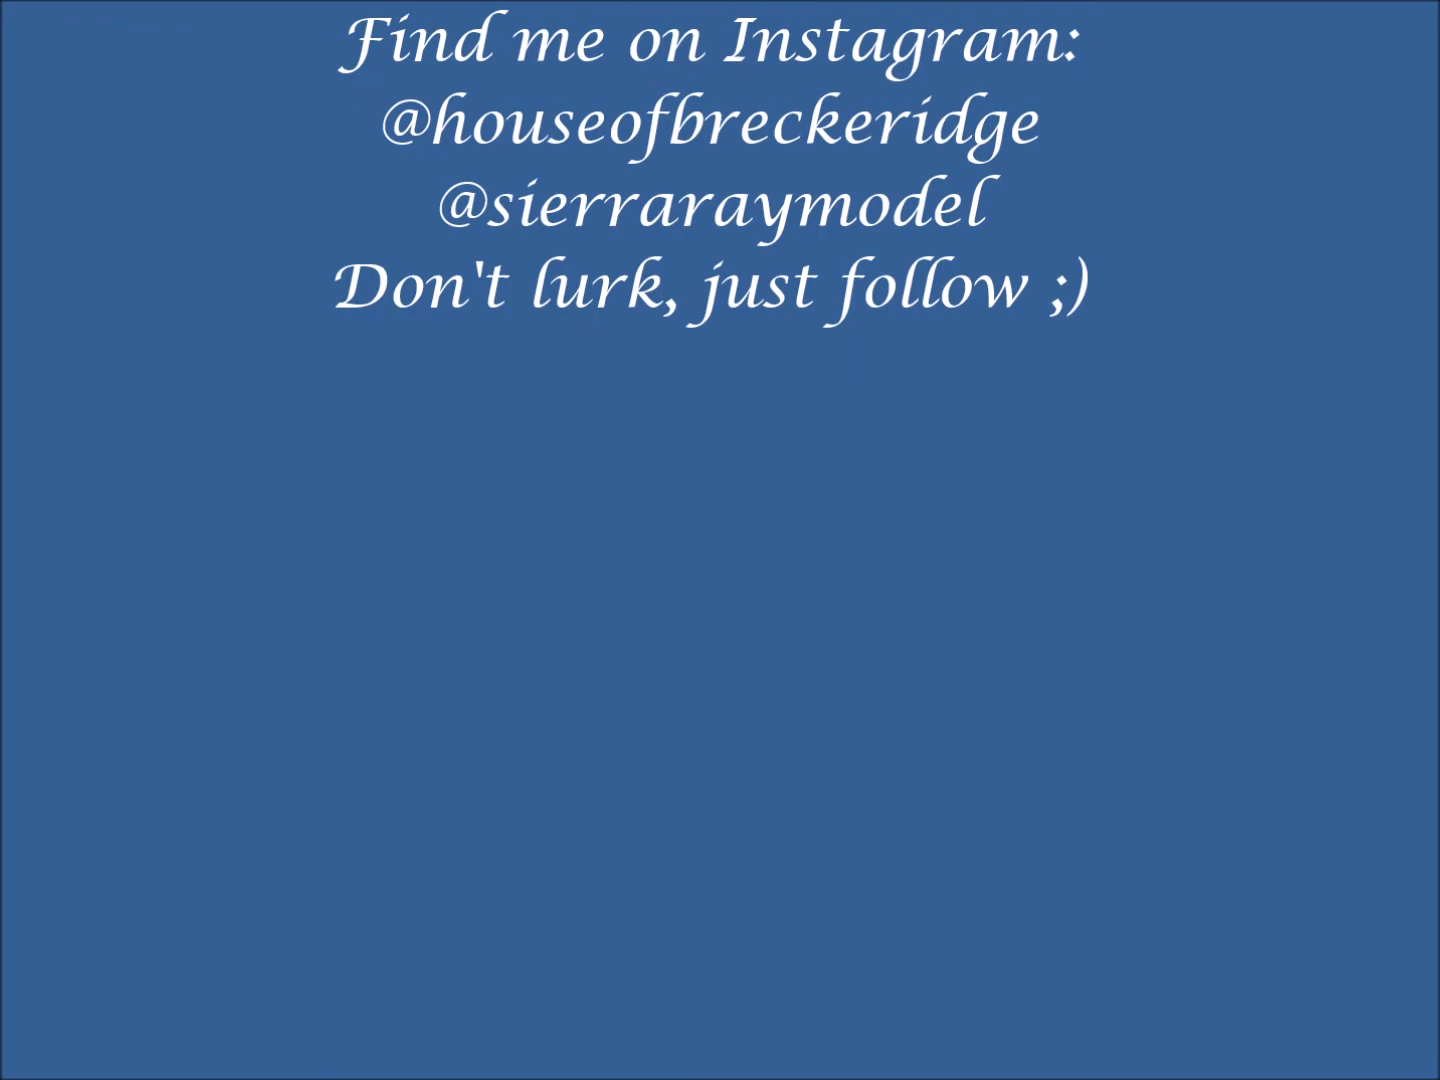 Find me on Instagram:
@houseofbreckeridge
@sierraraymodel
Don't lurk, just follow ;)